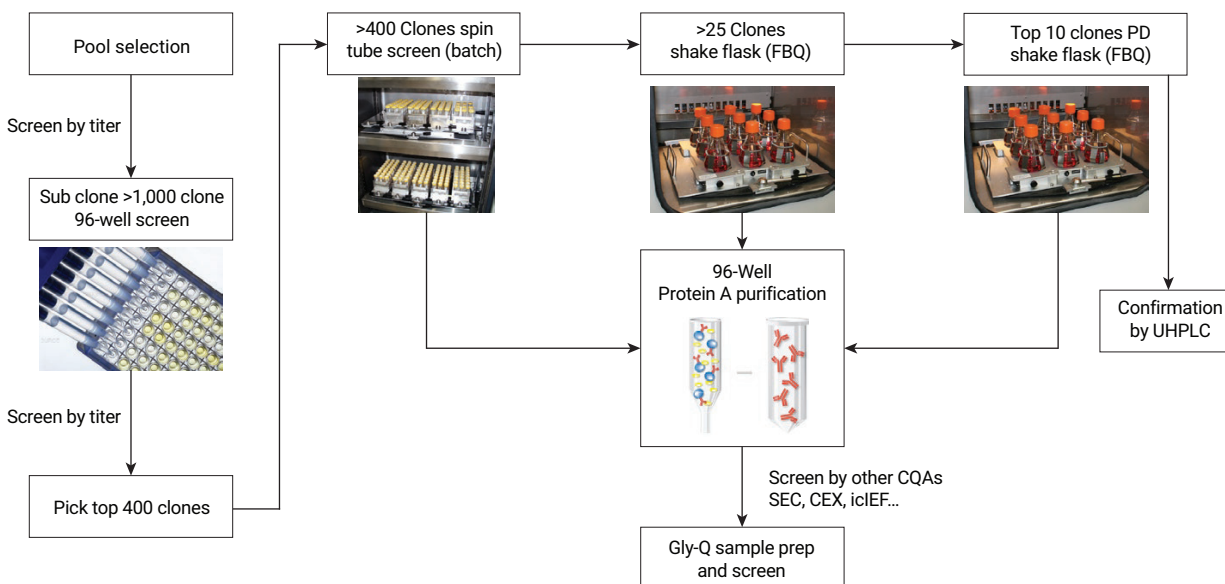 Pool selection
Screen by titer
Sub clone >1,000 clone
96-well screen
Screen by titer
Pick top 400 clones
>400 Clones spin
tube screen (batch)
>25 Clones
shake flask (FBQ)
Top 10 clones PD
shake flask (FBQ)
96-Well
Protein A purification
Confirmation
by UHPLC
Screen by other CQAs
SEC, CEX, icIEF…
Gly-Q sample prep
and screen